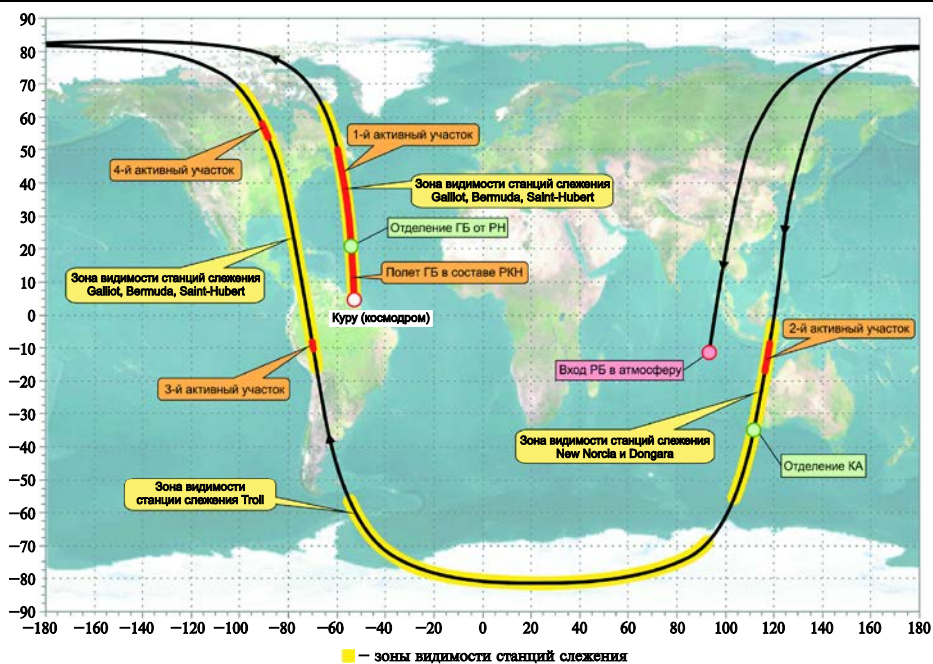 90
80
70
60
50
40
30
20
10
0
−10
−20
−30
−40
−50
−60
−70
−80
−90
−180 −160 −140 −120 −100 −80 −60 −40 −20 0 20 40 60 80 100 120 140 160 180
1-й активный участок
4-й активный участок
Зона видимости станций слежения
Galliot, Bermuda, Saint-Hubert
Отделение ГБ от РН
Зона видимости станций слежения
Galliot, Bermuda, Saint-Hubert
Полет ГБ в составе РКН
Куру (космодром)
2-й активный участок
Вход РБ в атмосферу
3-й активный участок
Зона видимости станций слежения
New Norcia и Dongara
Отделение КА
Зона видимости
станции слежения Troll
– зоны видимости станций слежения